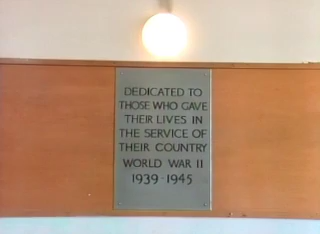 DEDICATED TO
THOSE WHO GAVE
THEIR LIVES IN
THE SERVICE OF
THEIR COUNTRY
WORLD WAR II
1939-1945